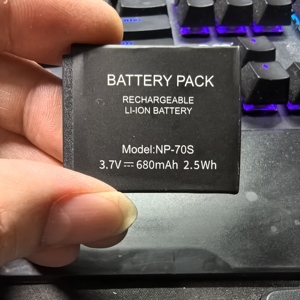 BATTERY PACK
RECHARGEABLE
LI-ION BATTERY
Model:NP-70S
3.7V ⎓ 680mAh 2.5Wh